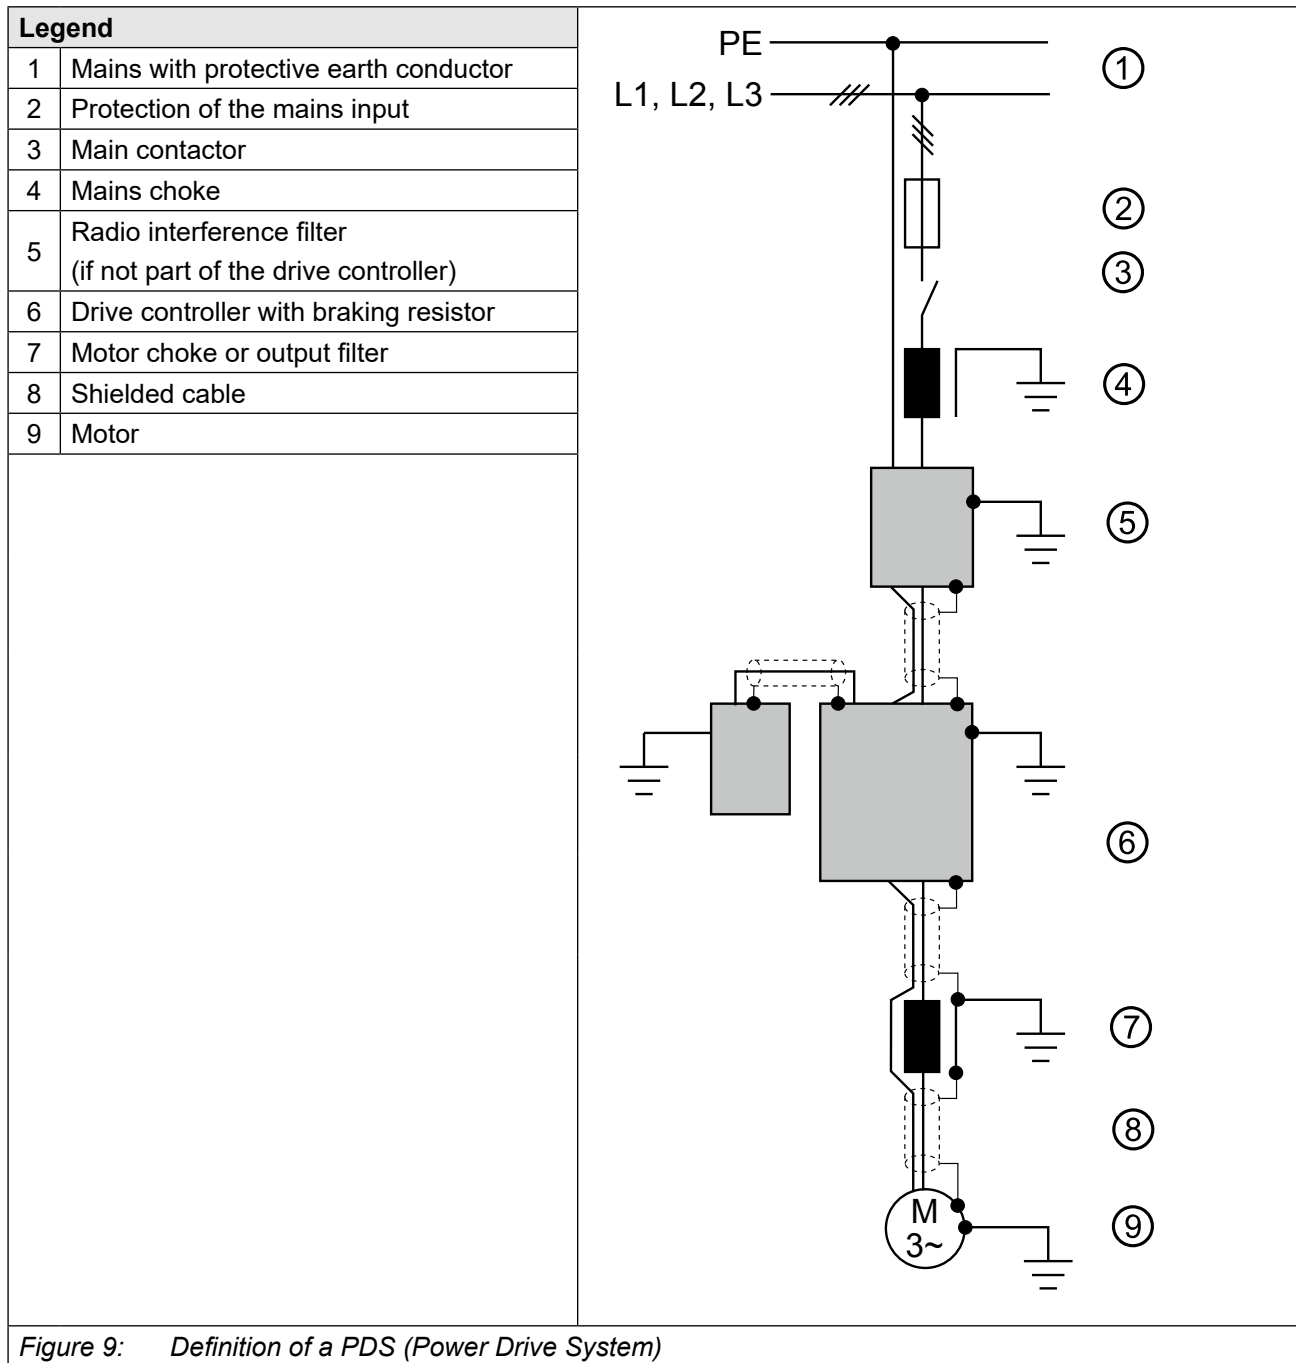 Legend
1 Mains with protective earth conductor
2 Protection of the mains input
3 Main contactor
4 Mains choke
5 Radio interference filter
(if not part of the drive controller)
6 Drive controller with braking resistor
7 Motor choke or output filter
8 Shielded cable
9 Motor
PE
L1, L2, L3
1
2
3
4
5
6
7
8
M
3~
9
Figure 9: Definition of a PDS (Power Drive System)